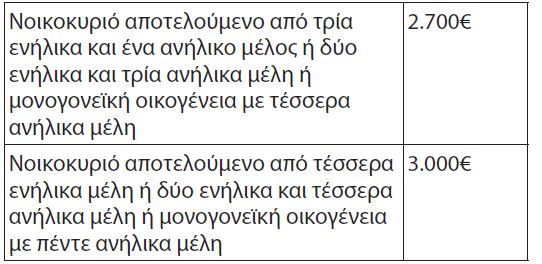 Νοικοκυριό αποτελούμενο από τρία 2.700€
ενήλικα και ένα ανήλικο μέλος ή δύο
ενήλικα και τρία ανήλικα μέλη ή
μονογονεϊκή οικογένεια με τέσσερα
ανήλικα μέλη
Νοικοκυριό αποτελούμενο από τέσσερα 3.000€
ενήλικα μέλη ή δύο ενήλικα και τέσσερα
ανήλικα μέλη ή μονογονεϊκή οικογένεια
με πέντε ανήλικα μέλη